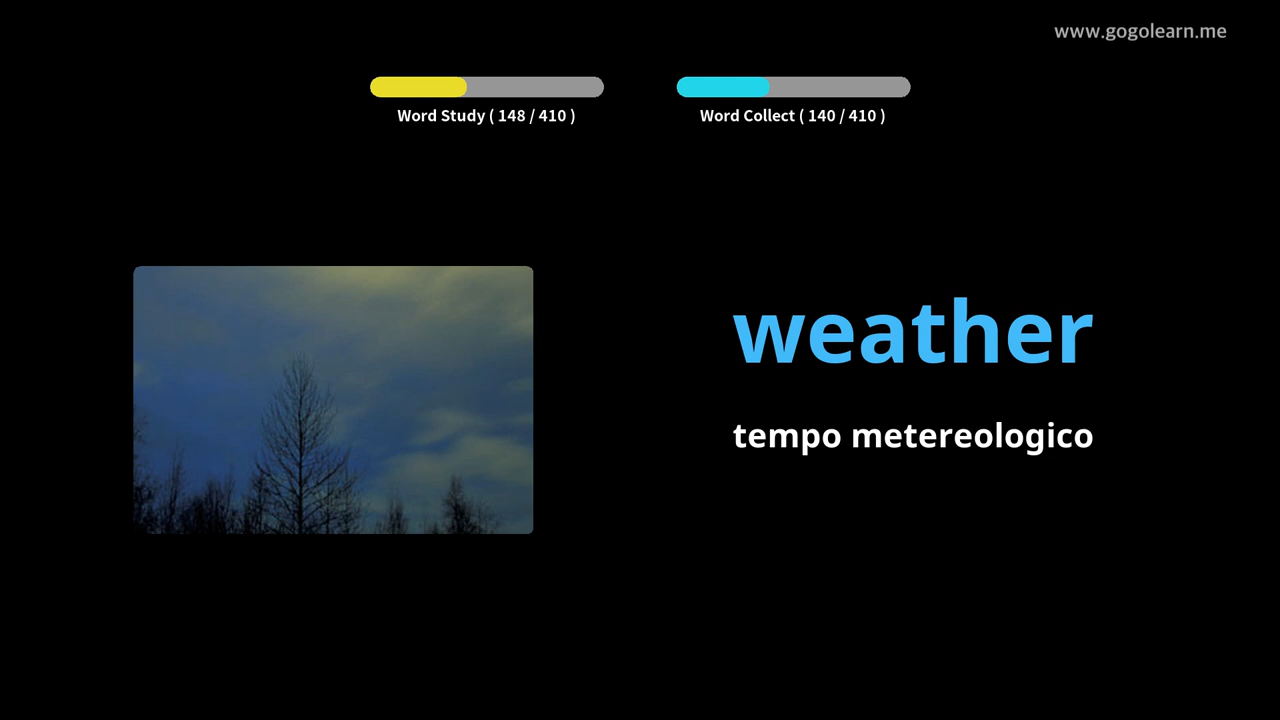 www.gogolearn.me
Word Study ( 148 / 410 )
Word Collect ( 140 / 410 )
weather
tempo metereologico